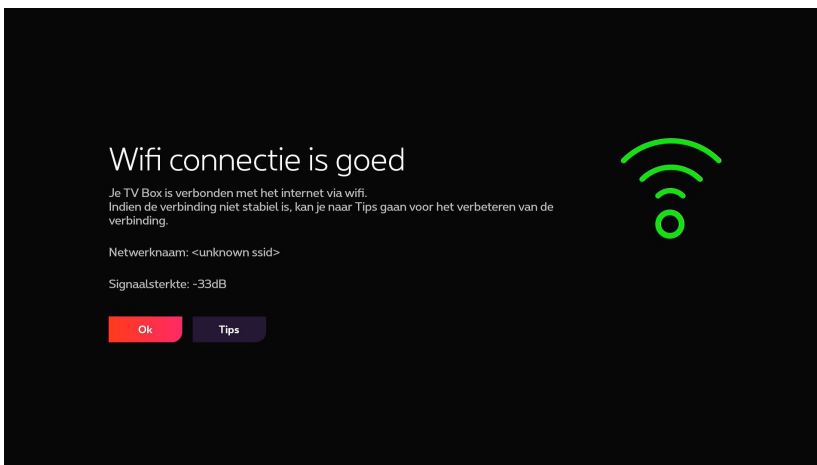 Wifi connectie is goed
Je TV Box is verbonden met het internet via wifi.
Indien de verbinding niet stabiel is, kan je naar Tips gaan voor het verbeteren van de
verbinding.
Netwerknaam: <unknown ssid>
Signaalsterkte: -33dB
Ok
Tips